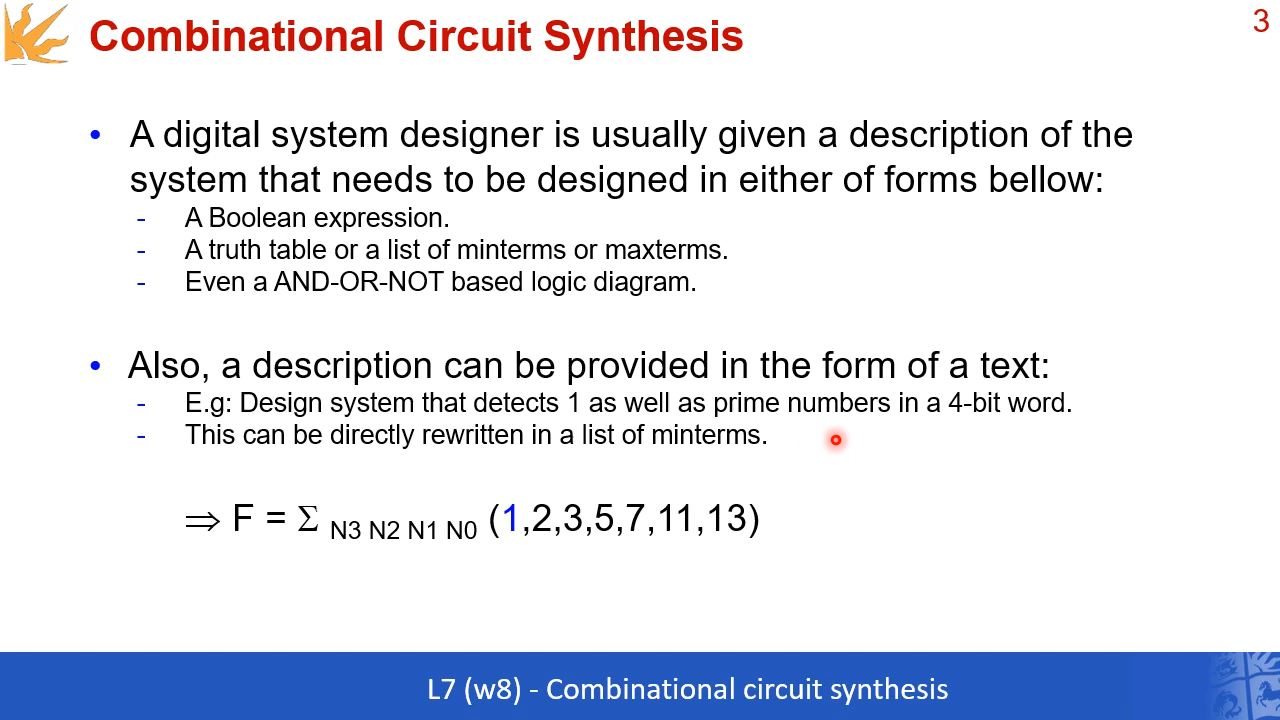 Combinational Circuit Synthesis
3
• A digital system designer is usually given a description of the
system that needs to be designed in either of forms bellow:
- A Boolean expression.
- A truth table or a list of minterms or maxterms.
- Even a AND-OR-NOT based logic diagram.
• Also, a description can be provided in the form of a text:
- E.g: Design system that detects 1 as well as prime numbers in a 4-bit word.
- This can be directly rewritten in a list of minterms.
⇒ F = Σ N3 N2 N1 N0 (1,2,3,5,7,11,13)
L7 (w8) - Combinational circuit synthesis